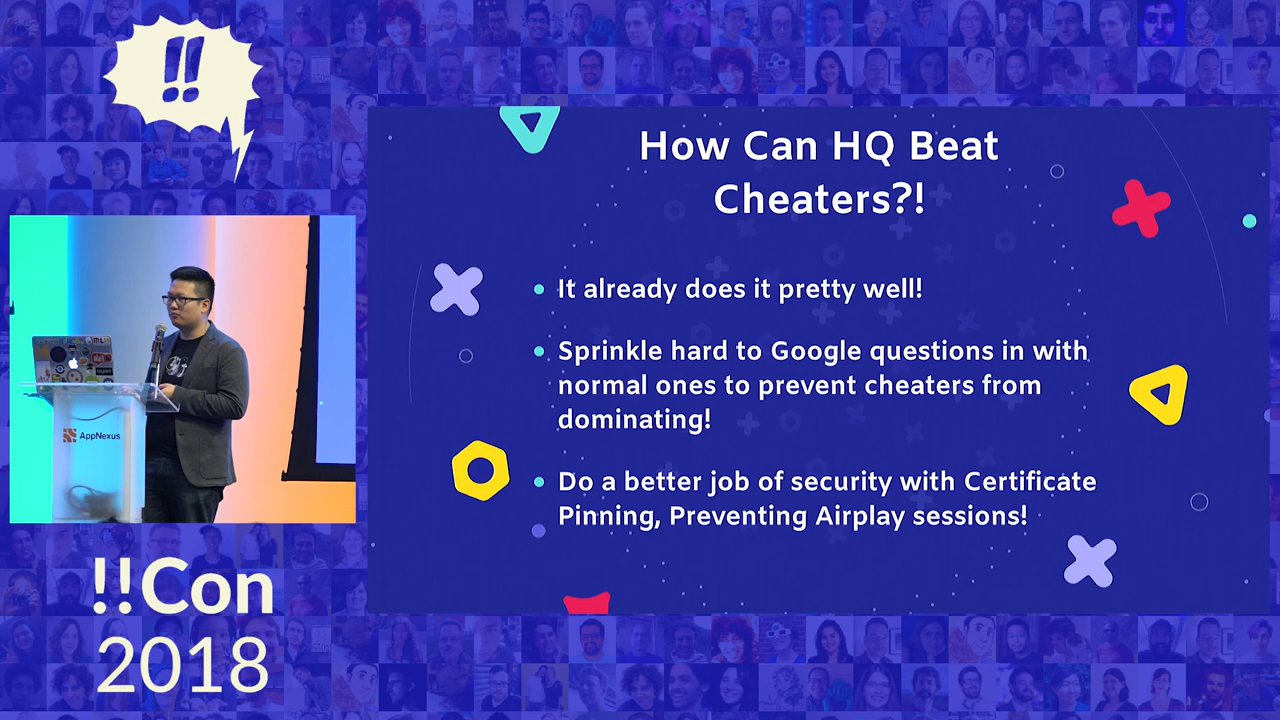 !!
How Can HQ Beat
Cheaters?!
It already does it pretty well!
Sprinkle hard to Google questions in with
normal ones to prevent cheaters from
dominating!
Do a better job of security with Certificate
Pinning, Preventing Airplay sessions!
AppNexus
!!Con
2018